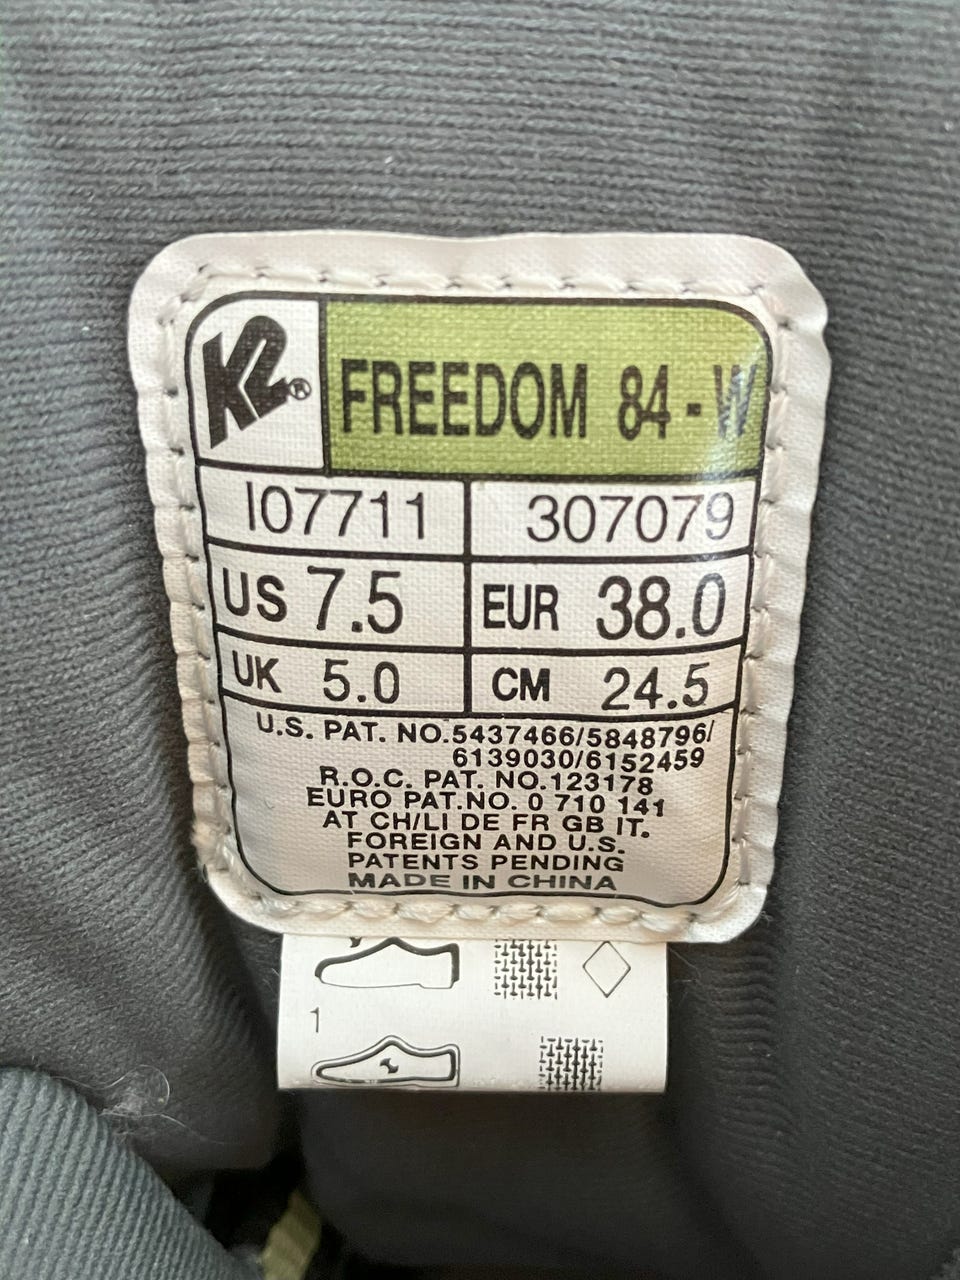 K2®
FREEDOM 84-W
107711 307079
US 7.5 EUR 38.0
UK 5.0 CM 24.5
U.S. PAT. NO.5437466/5848796/
6139030/6152459
R.O.C. PAT. NO.123178
EURO PAT.NO. 0 710 141
AT CH/LI DE FR GB IT.
FOREIGN AND U.S.
PATENTS PENDING
MADE IN CHINA
1